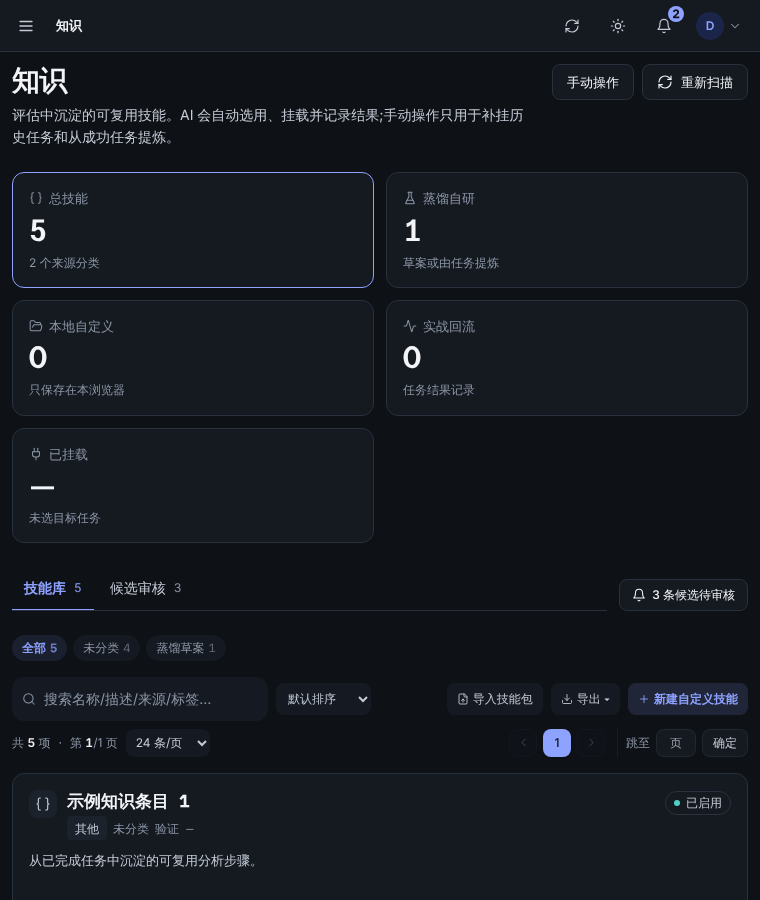 知识
2
D
知识
手动操作
重新扫描
评估中沉淀的可复用技能。AI 会自动选用、挂载并记录结果;手动操作只用于补挂历
史任务和从成功任务提炼。
总技能
5
2 个来源分类
蒸馏自研
1
草案或由任务提炼
本地自定义
0
只保存在本浏览器
实战回流
0
任务结果记录
已挂载
—
未选目标任务
技能库 5
候选审核 3
3 条候选待审核
全部 5
未分类 4
蒸馏草案 1
搜索名称/描述/来源/标签...
默认排序
导入技能包
导出
新建自定义技能
共 5 项 · 第 1/1 页
24 条/页
1
跳至
页
确定
示例知识条目 1
已启用
其他 未分类 验证 —
从已完成任务中沉淀的可复用分析步骤。